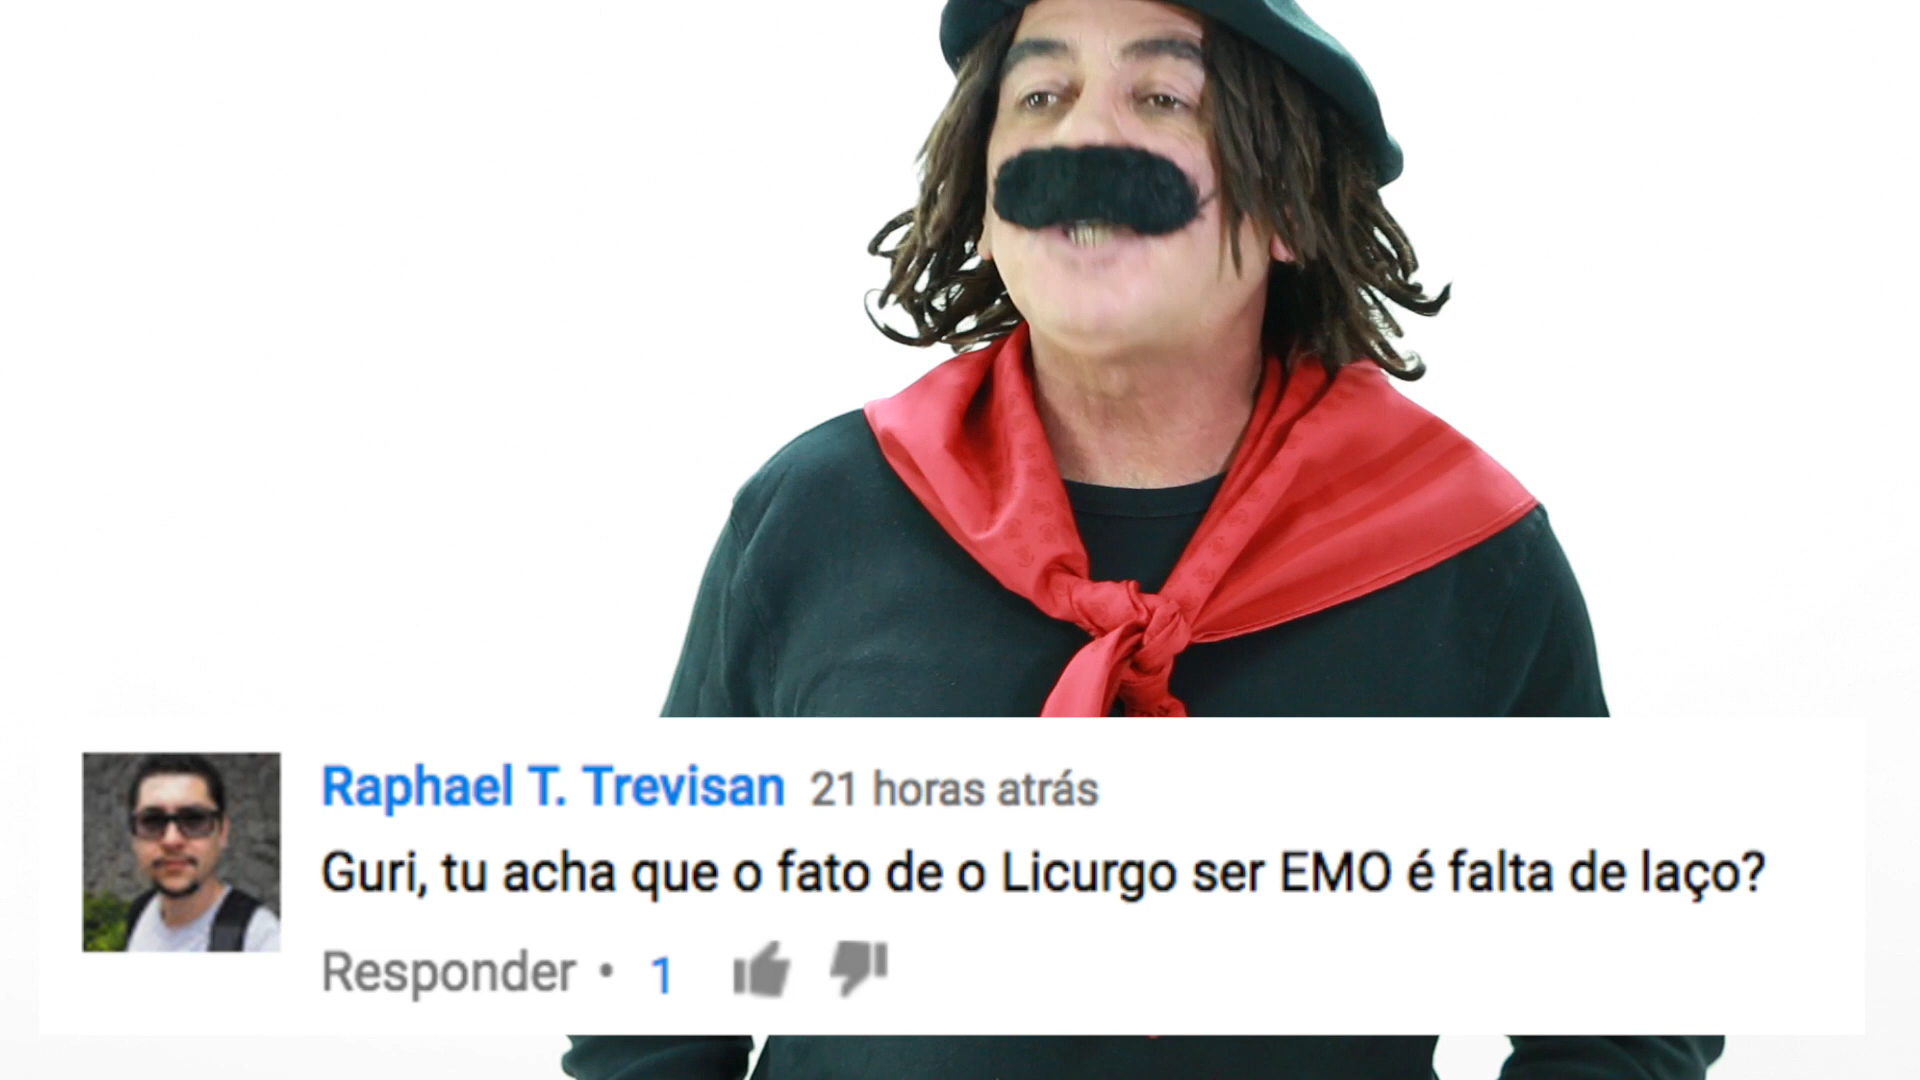 Raphael T. Trevisan 21 horas atrás
Guri, tu acha que o fato de o Licurgo ser EMO é falta de laço?
Responder • 1